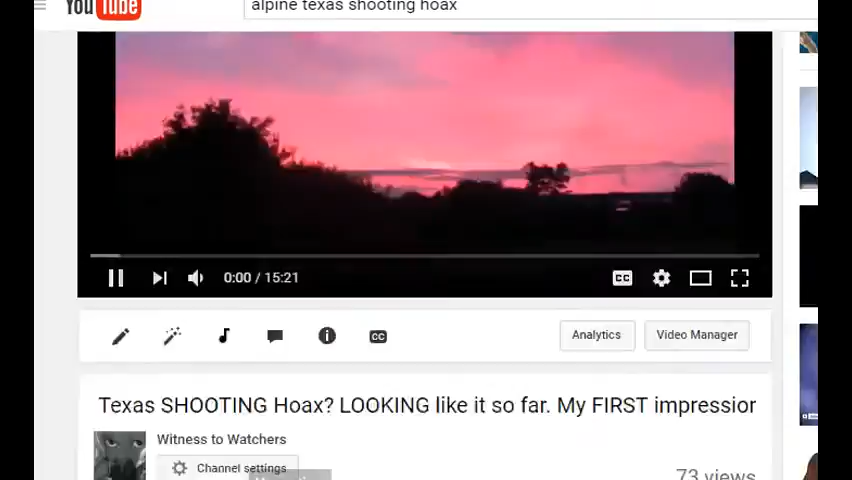 YouTube
alpine texas shooting hoax
0:00 / 15:21
CC
Analytics
Video Manager
Texas SHOOTING Hoax? LOOKING like it so far. My FIRST impression
Witness to Watchers
Channel settings
73 views